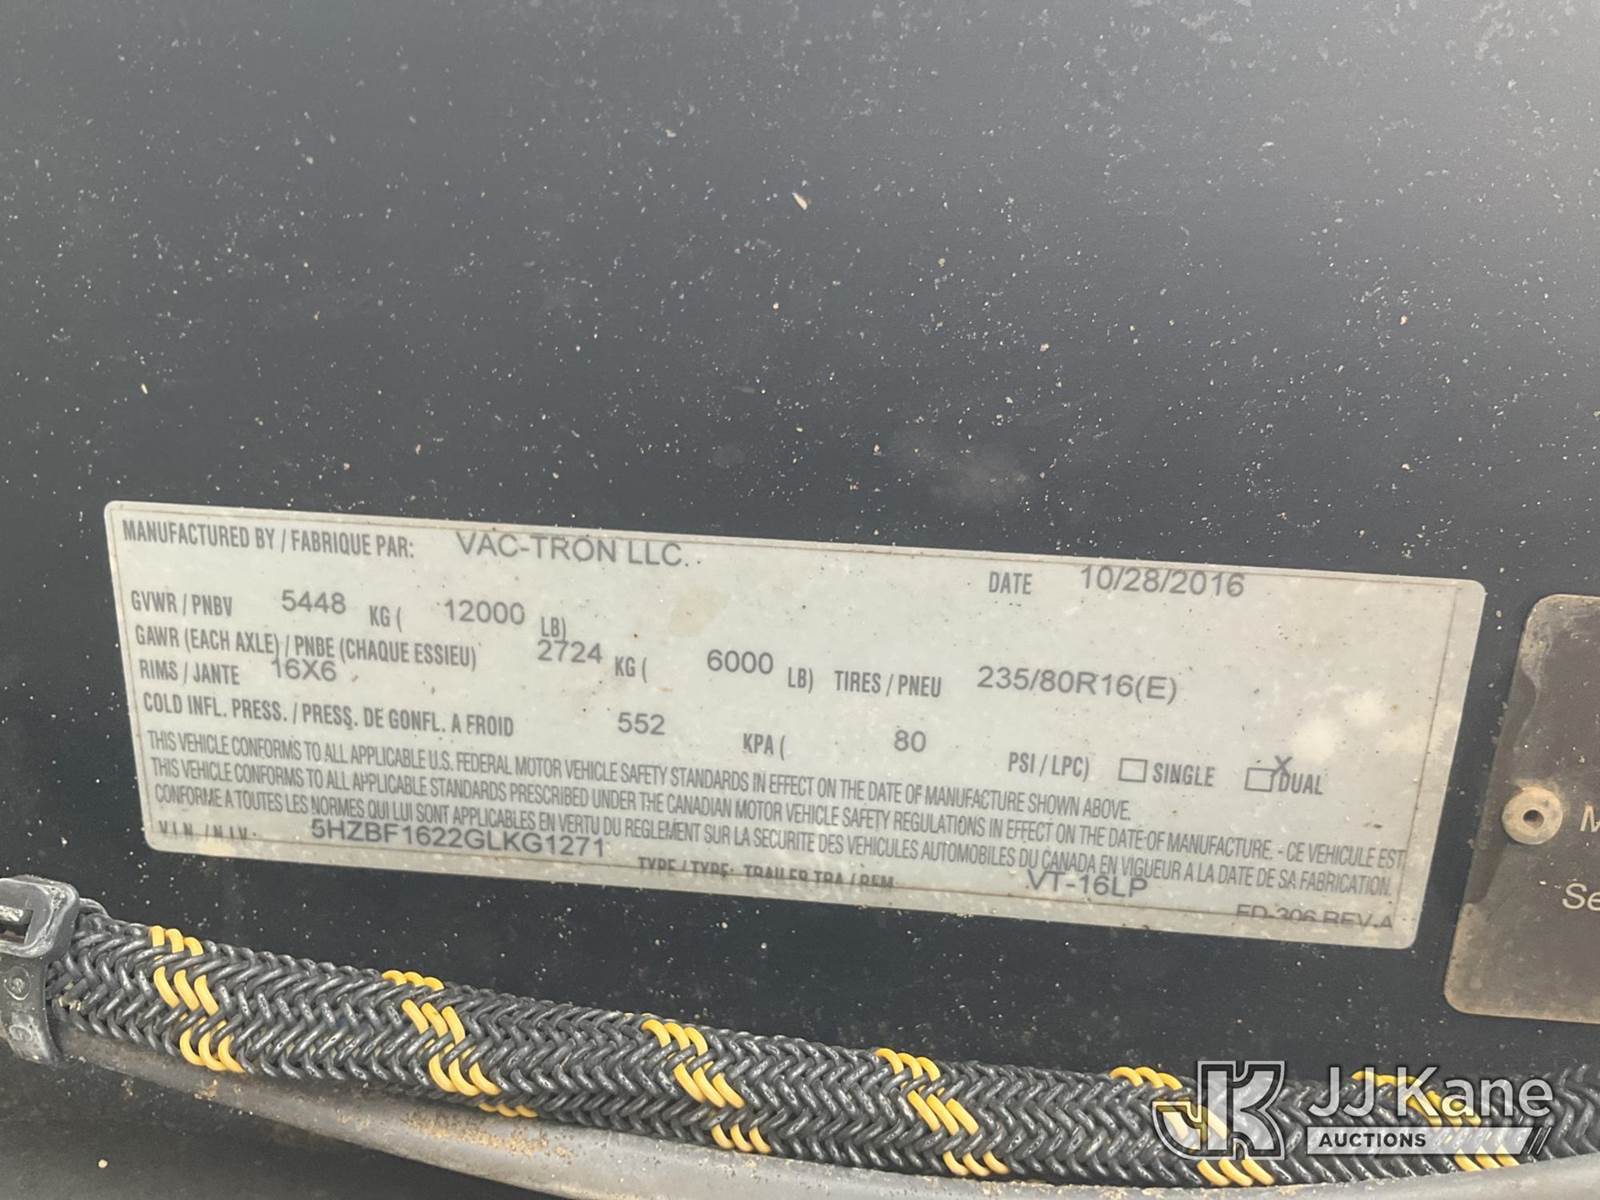 MANUFACTURED BY / FABRIQUE PAR: VAC-TRON LLC.
DATE 10/28/2016
GVWR / PNBV 5448 KG ( 12000 LB)
GAWR (EACH AXLE) / PNBE (CHAQUE ESSIEU) 2724 KG ( 6000 LB) TIRES / PNEU 235/80R16(E)
RIMS / JANTE 16X6
COLD INFL. PRESS. / PRESS. DE GONFL. A FROID 552 KPA ( 80 PSI / LPC) SINGLE X DUAL
THIS VEHICLE CONFORMS TO ALL APPLICABLE U.S. FEDERAL MOTOR VEHICLE SAFETY STANDARDS IN EFFECT ON THE DATE OF MANUFACTURE SHOWN ABOVE.
THIS VEHICLE CONFORMS TO ALL APPLICABLE STANDARDS PRESCRIBED UNDER THE CANADIAN MOTOR VEHICLE SAFETY REGULATIONS IN EFFECT ON THE DATE OF MANUFACTURE. - CE VEHICULE EST
CONFORME A TOUTES LES NORMES QUI LUI SONT APPLICABLES EN VERTU DU REGLEMENT SUR LA SECURITE DES VEHICULES AUTOMOBILES DU CANADA EN VIGUEUR A LA DATE DE SA FABRICATION.
V.I.N. / N.I.V.: 5HZBF1622GLKG1271 TYPE / TYPE: TRAILER TRA / REM VT-16LP
FD-306 REV-A
M
Se
JJ Kane
AUCTIONS